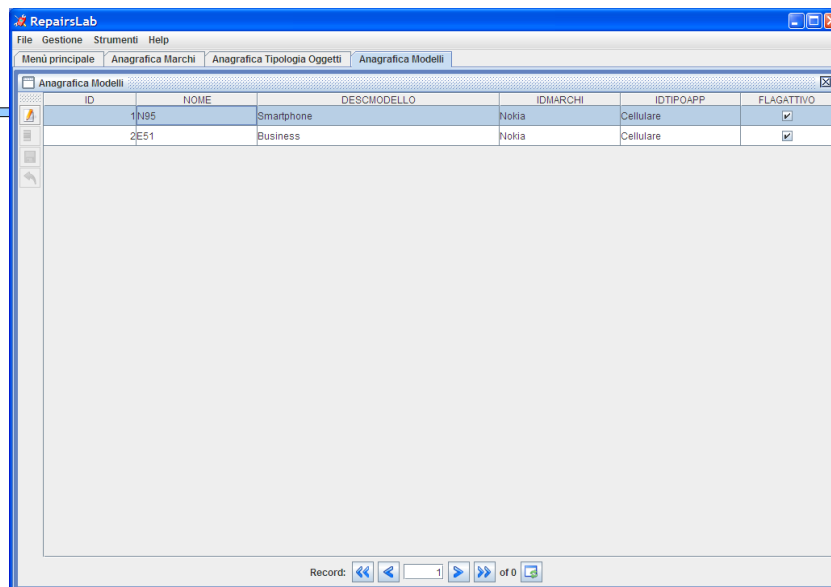 RepairsLab
File Gestione Strumenti Help
Menù principale Anagrafica Marchi Anagrafica Tipologia Oggetti Anagrafica Modelli
Anagrafica Modelli
ID NOME DESCMODELLO IDMARCHI IDTIPOAPP FLAGATTIVO
1 N95 Smartphone Nokia Cellulare
2 E51 Business Nokia Cellulare
Record: 1 of 0